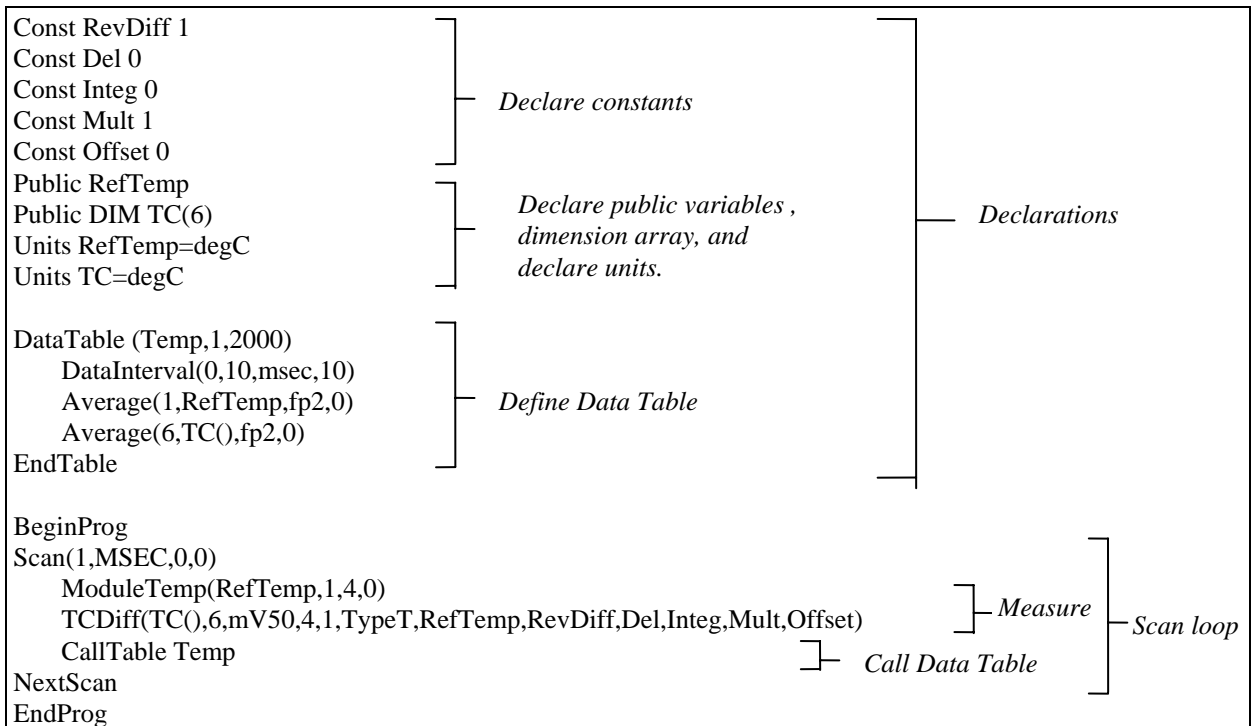 Const RevDiff 1
Const Del 0
Const Integ 0
Const Mult 1
Const Offset 0
Declare constants
Public RefTemp
Public DIM TC(6)
Units RefTemp=degC
Units TC=degC
Declare public variables ,
dimension array, and
declare units.
Declarations
DataTable (Temp,1,2000)
DataInterval(0,10,msec,10)
Average(1,RefTemp,fp2,0)
Average(6,TC(),fp2,0)
EndTable
Define Data Table
BeginProg
Scan(1,MSEC,0,0)
ModuleTemp(RefTemp,1,4,0)
TCDiff(TC(),6,mV50,4,1,TypeT,RefTemp,RevDiff,Del,Integ,Mult,Offset)
Measure
CallTable Temp
Call Data Table
Scan loop
NextScan
EndProg